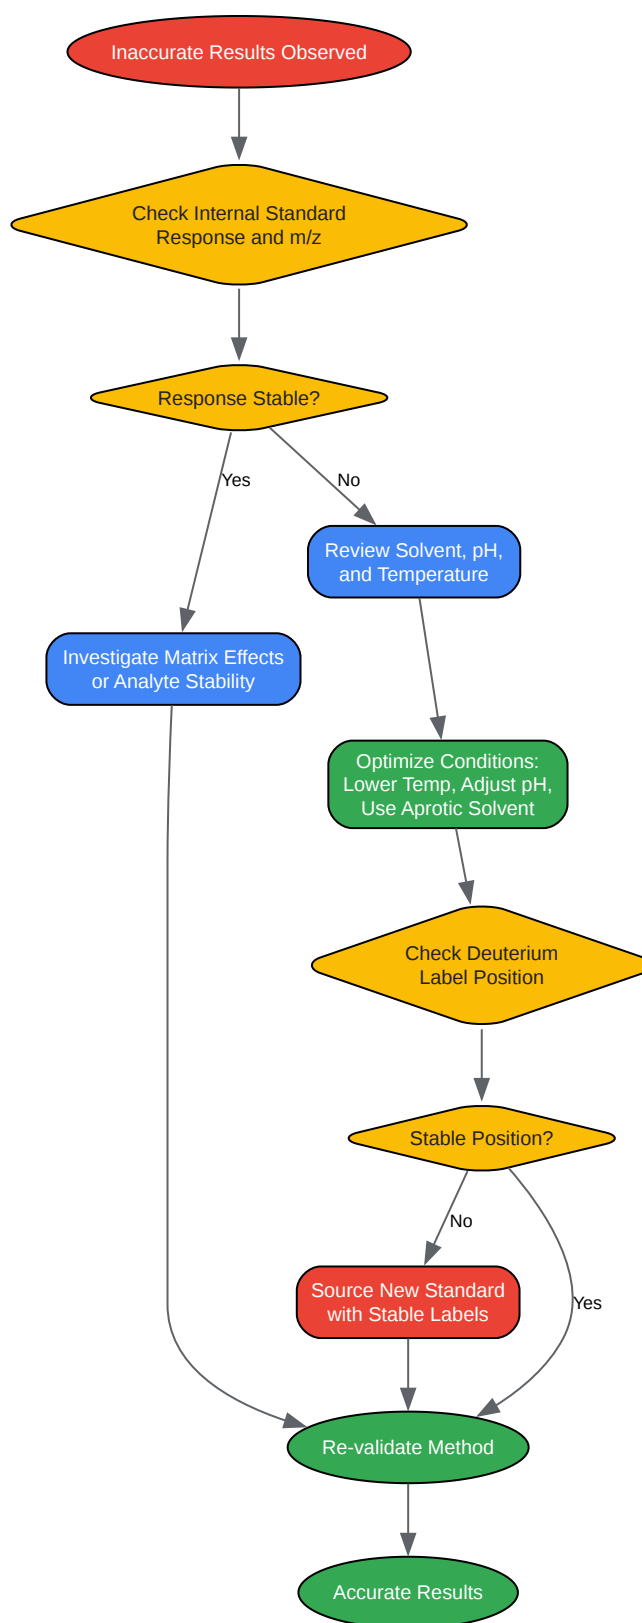 Inaccurate Results Observed
Check Internal Standard
Response and m/z
Response Stable?
Yes
No
Review Solvent, pH,
and Temperature
Investigate Matrix Effects
or Analyte Stability
Optimize Conditions:
Lower Temp, Adjust pH,
Use Aprotic Solvent
Check Deuterium
Label Position
Stable Position?
No
Source New Standard
with Stable Labels
Yes
Re-validate Method
Accurate Results